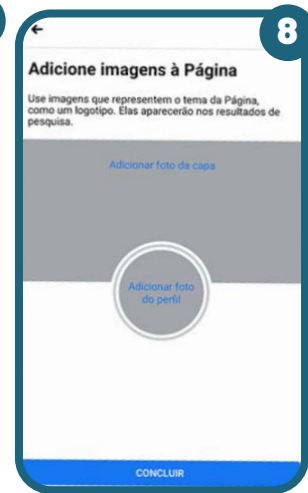 8
Adicione imagens à Página
Use imagens que representem o tema da Página,
como um logotipo. Elas aparecerão nos resultados de
pesquisa.
Adicionar foto da capa
Adicionar foto
do perfil
CONCLUIR